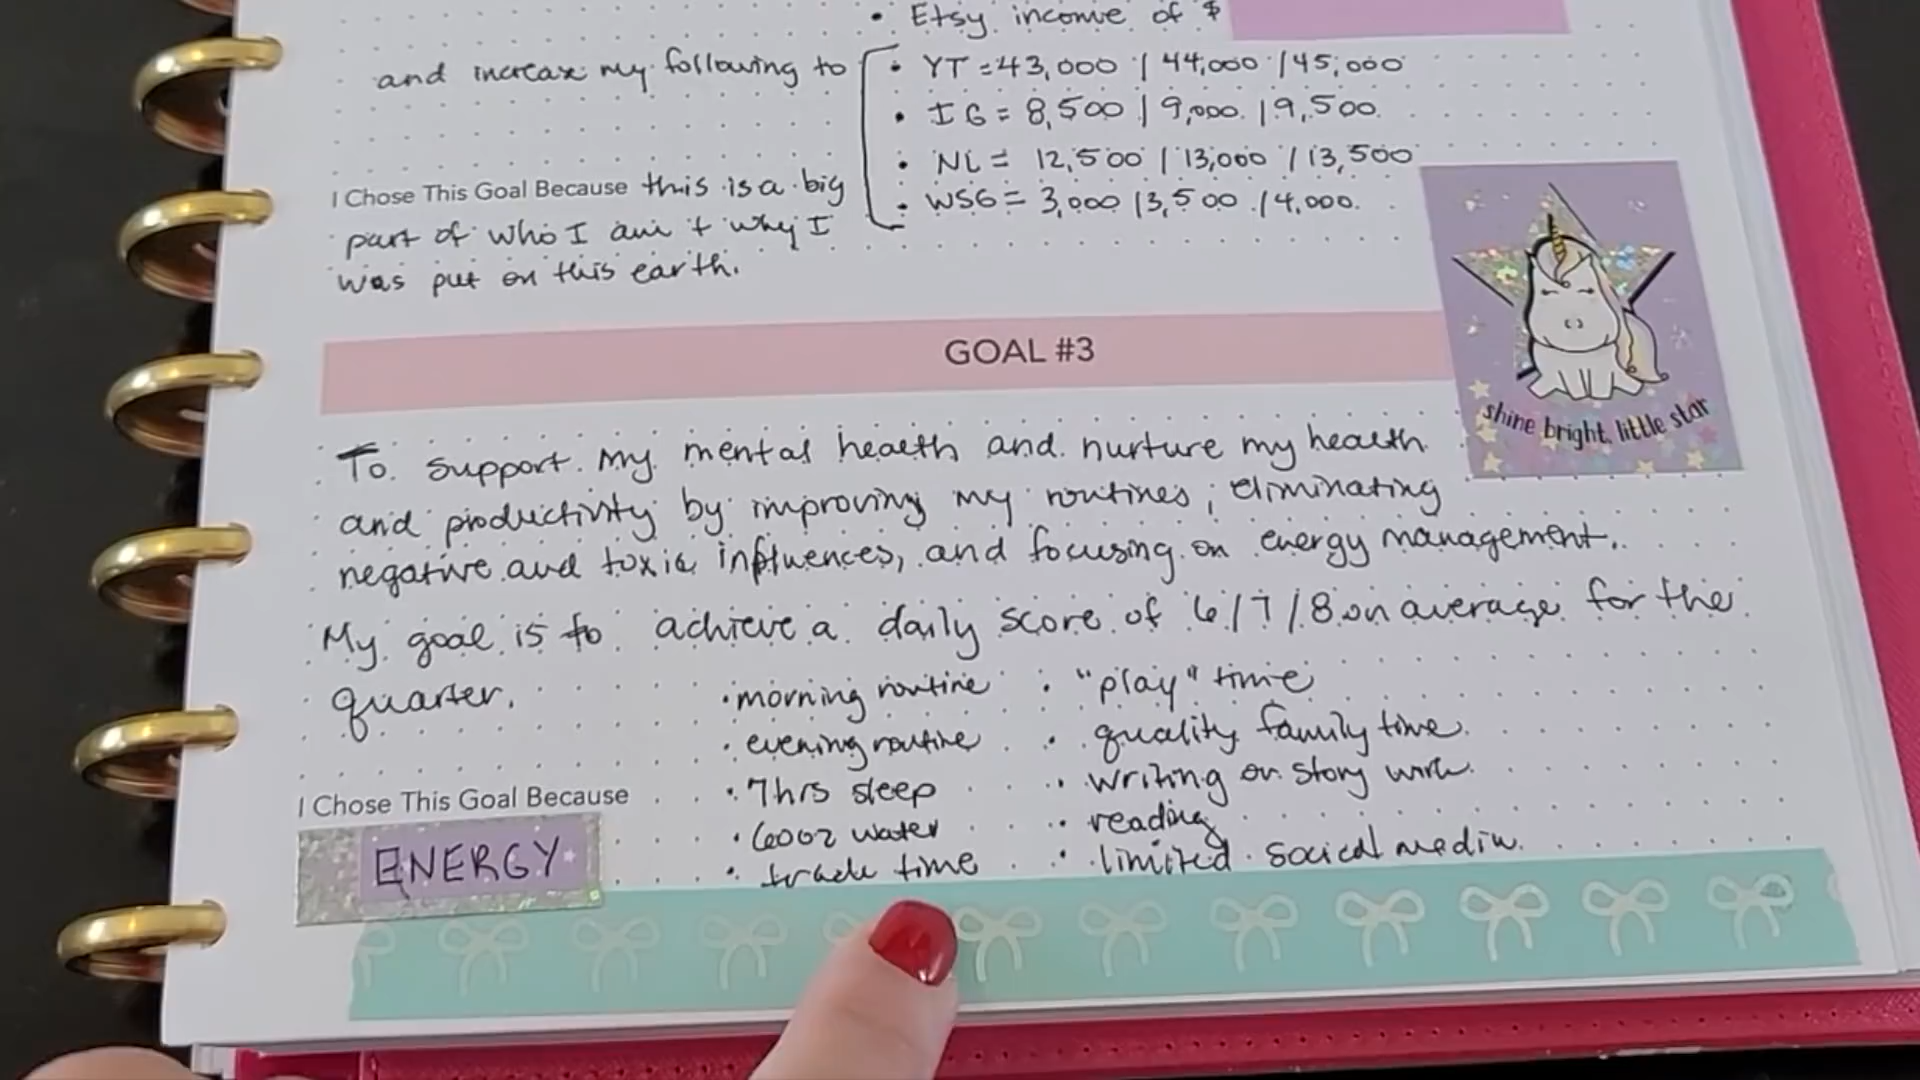 • Etsy income of $
and increase my following to
• YT = 43,000 / 44,000 / 45,000
• IG = 8,500 / 9,000 / 9,500
• NL = 12,500 / 13,000 / 13,500
• WSG = 3,000 / 3,500 / 4,000
I Chose This Goal Because this is a big
part of who I am + why I
was put on this earth.
GOAL #3
shine bright, little star
To support my mental health and nurture my health
and productivity by improving my routines, eliminating
negative and toxic influences, and focusing on energy management.
My goal is to achieve a daily score of 6/7/8 on average for the
quarter.
• morning routine
• evening routine
• 7hrs sleep
• 60oz water
• time
• "play" time
• quality family time
• writing or story work
• reading
• limited social media
I Chose This Goal Because
ENERGY